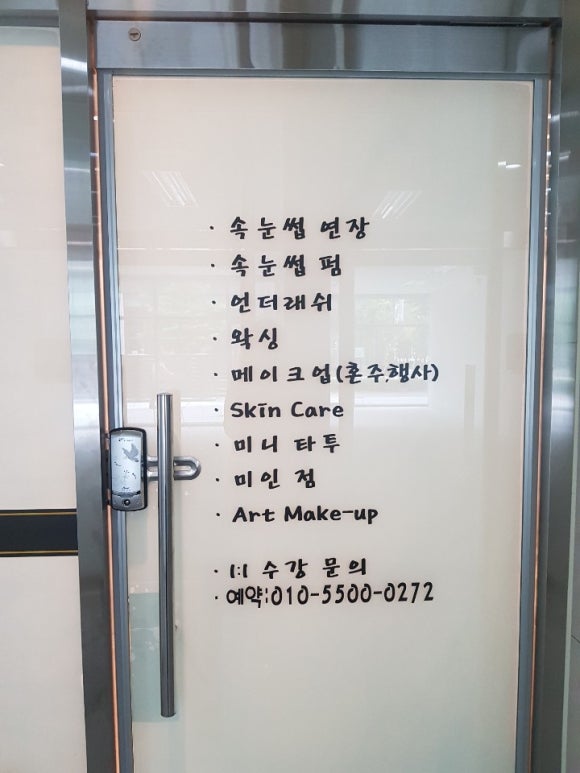 · 속눈썹 연장
· 속눈썹 펌
· 언더래쉬
· 왁싱
· 메이크업(혼주,행사)
· Skin Care
· 미니 타투
· 미인 점
· Art Make-up
· 1:1 수강 문의
· 예약:010-5500-0272